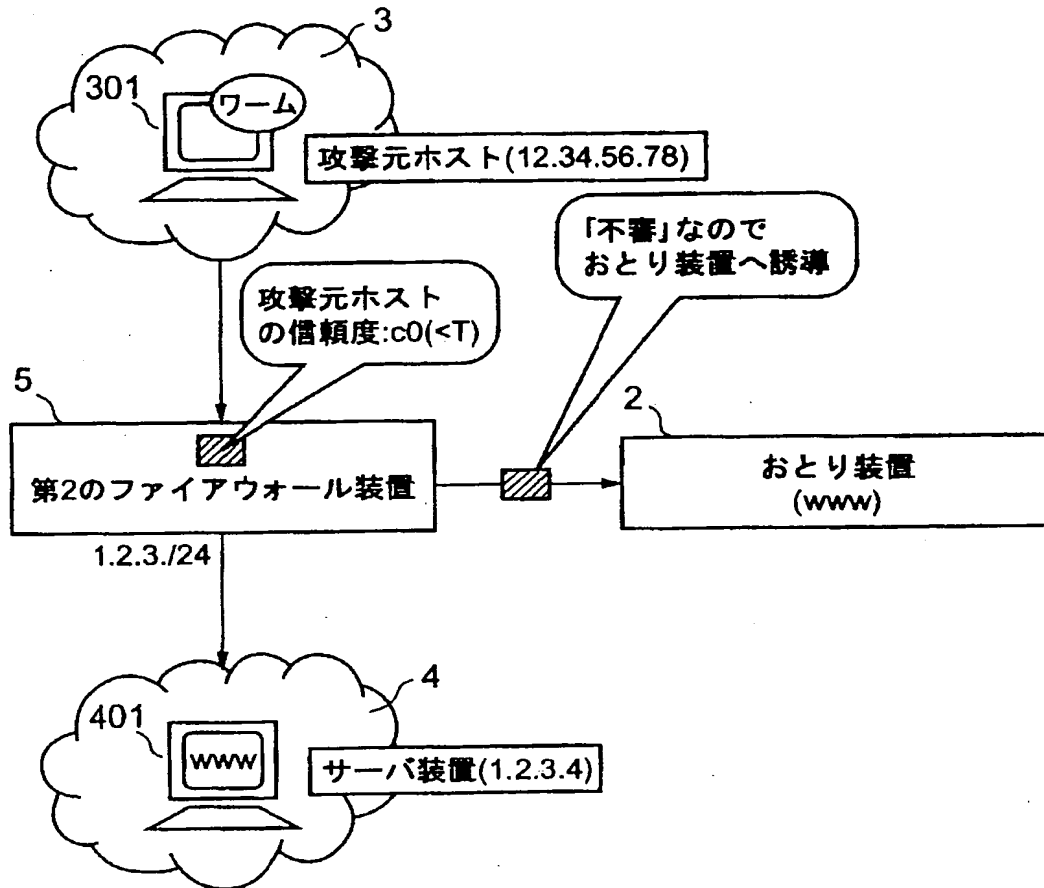 3
301
ワーム
攻撃元ホスト(12.34.56.78)
「不審」なので
おとり装置へ誘導
攻撃元ホスト
の信頼度:c0(<T)
5
2
第2のファイアウォール装置
おとり装置
(www)
1.2.3./24
4
401
www
サーバ装置(1.2.3.4)